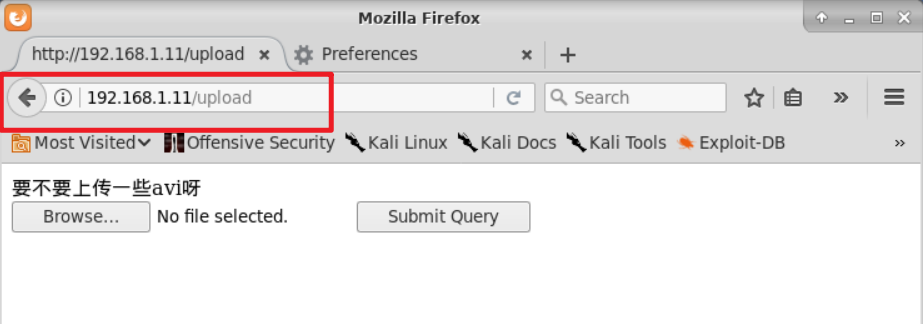 Mozilla Firefox
http://192.168.1.11/upload × Preferences × +
192.168.1.11/upload Search »
Most Visited Offensive Security Kali Linux Kali Docs Kali Tools Exploit-DB »
要不要上传一些avi呀
Browse... No file selected. Submit Query